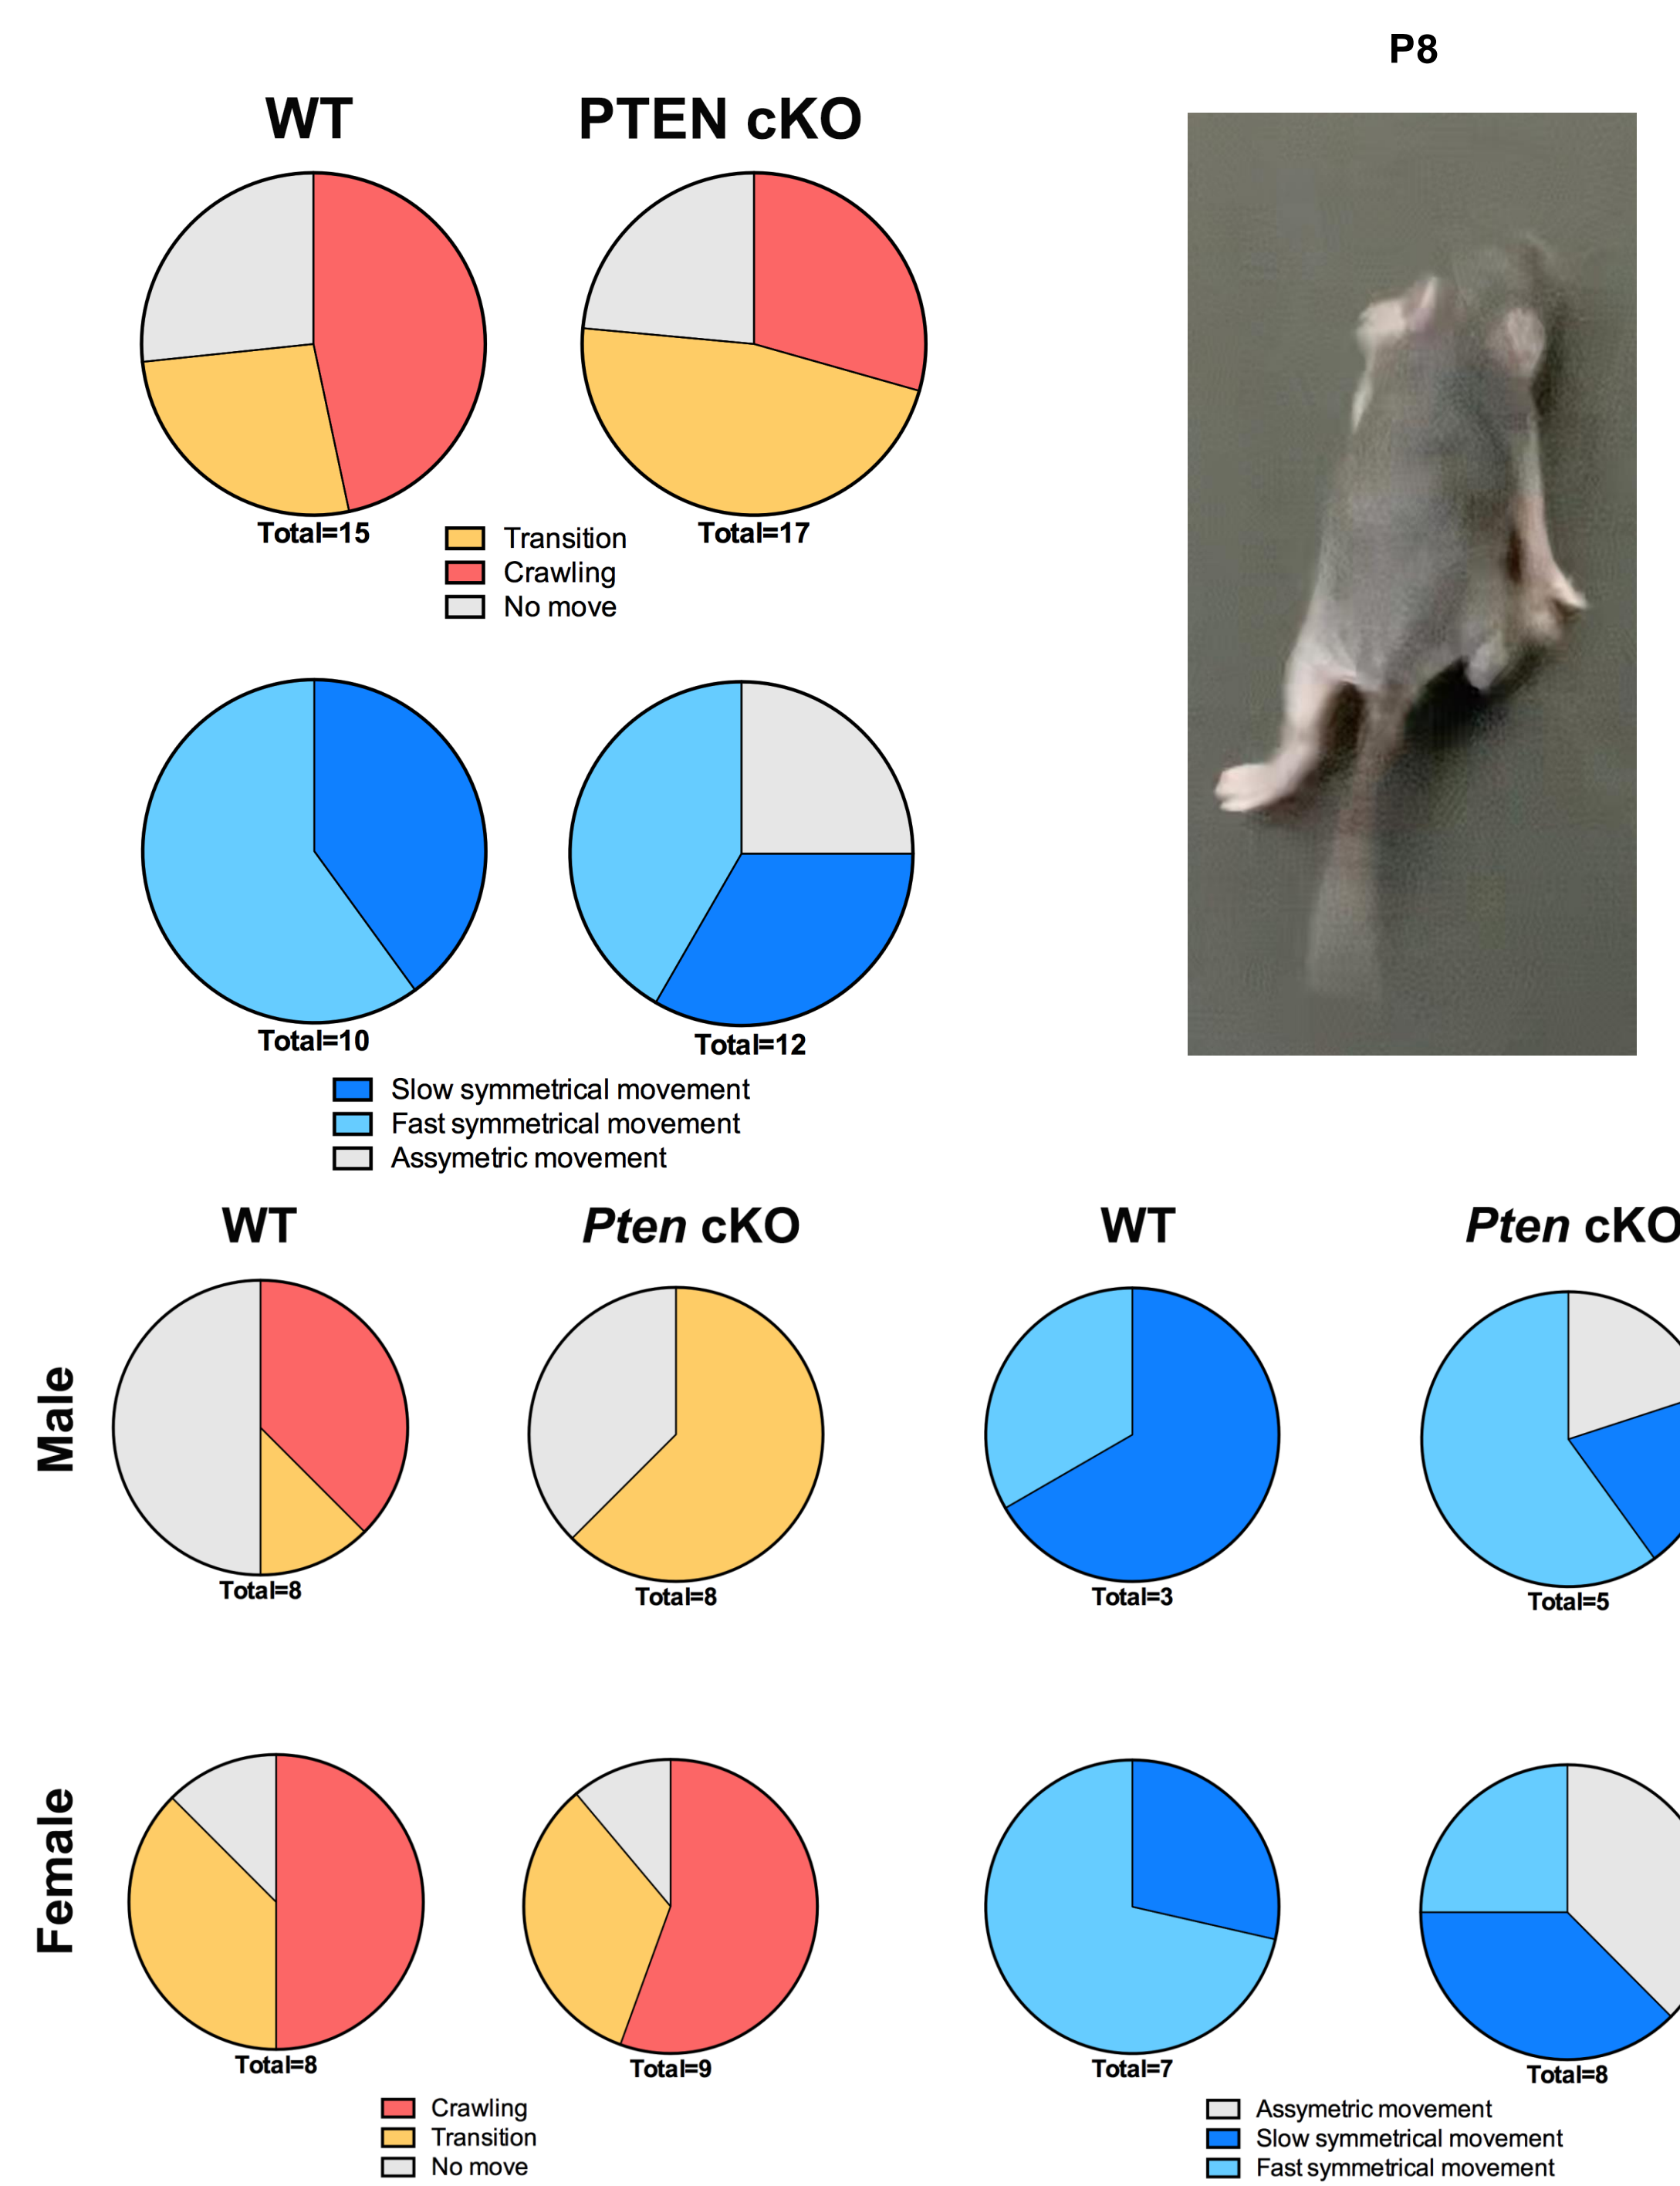 P8
WT PTEN cKO
Total=15 Total=17
Transition
Crawling
No move
Total=10 Total=12
Slow symmetrical movement
Fast symmetrical movement
Assymetric movement
WT Pten cKO WT Pten cKO
Male
Total=8 Total=8 Total=3 Total=5
Female
Total=8 Total=9 Total=7 Total=8
Crawling
Transition
No move
Assymetric movement
Slow symmetrical movement
Fast symmetrical movement